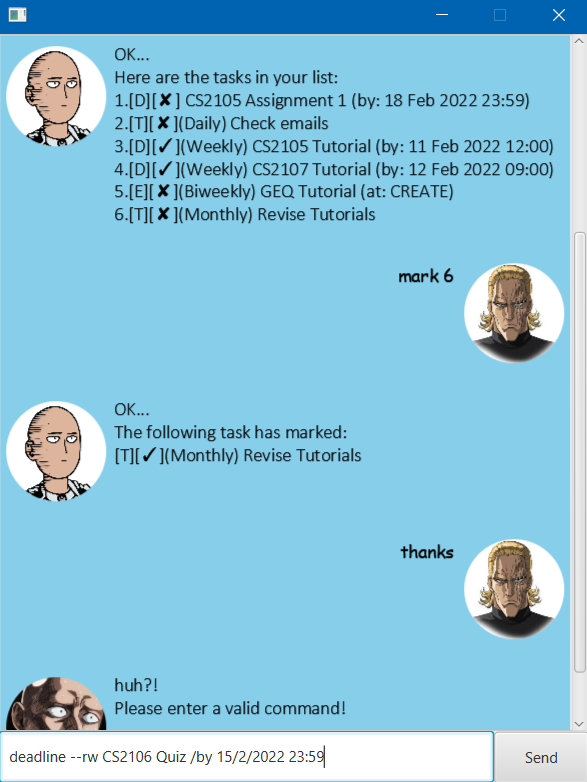 OK...
Here are the tasks in your list:
1.[D][✘] CS2105 Assignment 1 (by: 18 Feb 2022 23:59)
2.[T][✘](Daily) Check emails
3.[D][✓](Weekly) CS2105 Tutorial (by: 11 Feb 2022 12:00)
4.[D][✓](Weekly) CS2107 Tutorial (by: 12 Feb 2022 09:00)
5.[E][✘](Biweekly) GEQ Tutorial (at: CREATE)
6.[T][✘](Monthly) Revise Tutorials
mark 6
OK...
The following task has marked:
[T][✓](Monthly) Revise Tutorials
thanks
huh?!
Please enter a valid command!
deadline --rw CS2106 Quiz /by 15/2/2022 23:59
Send